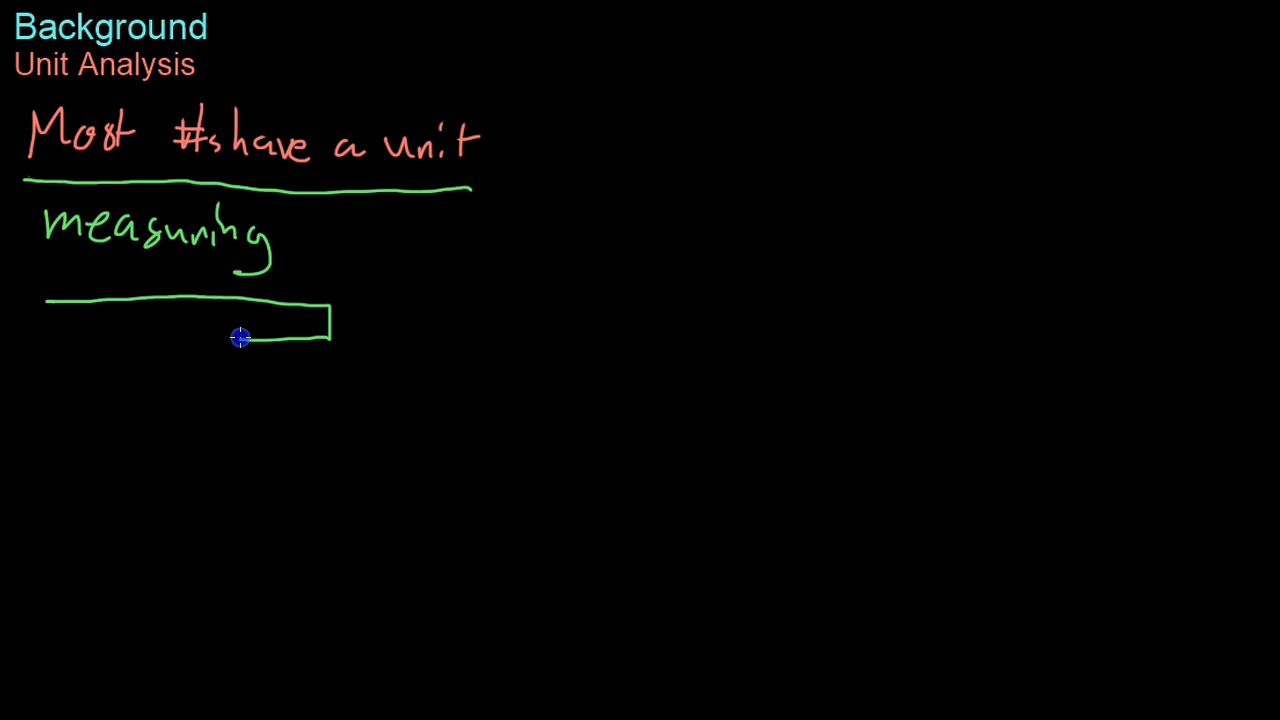 Background
Unit Analysis
Most #s have a unit
measuring